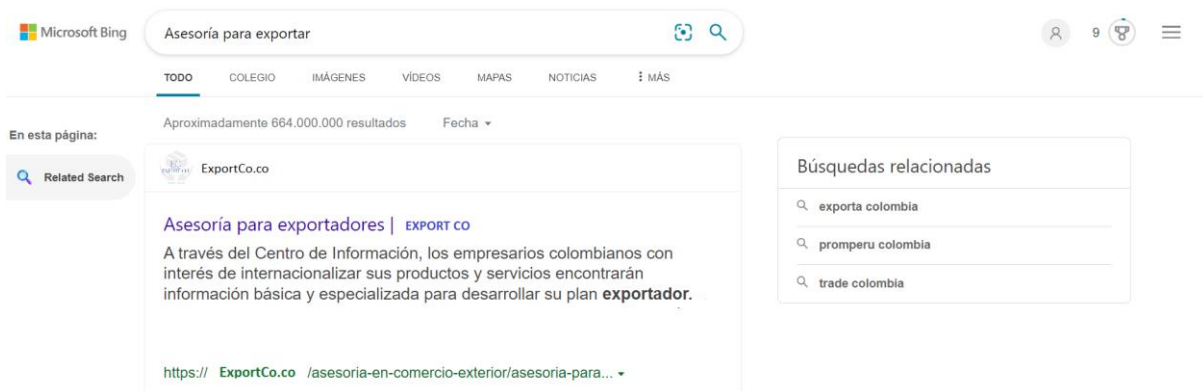 Microsoft Bing
Asesoría para exportar
9
TODO COLEGIO IMÁGENES VÍDEOS MAPAS NOTICIAS MÁS
En esta página:
Related Search
Aproximadamente 664.000.000 resultados Fecha
ExportCo.co
Asesoría para exportadores | EXPORT CO
A través del Centro de Información, los empresarios colombianos con
interés de internacionalizar sus productos y servicios encontrarán
información básica y especializada para desarrollar su plan exportador.
https:// ExportCo.co /asesoria-en-comercio-exterior/asesoria-para...
Búsquedas relacionadas
exporta colombia
promperu colombia
trade colombia